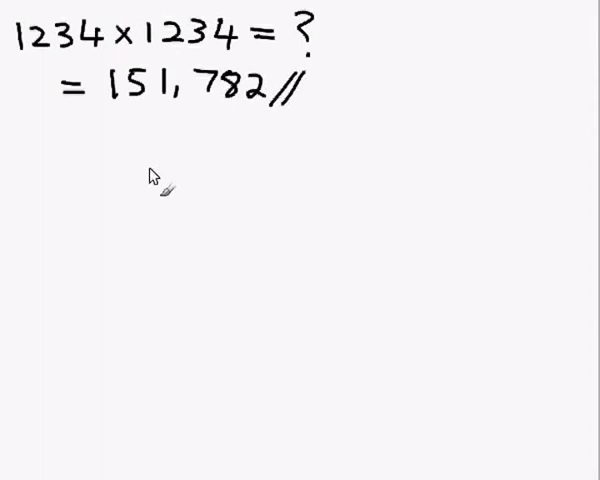 1234 × 1234 = ?
= 151,782//